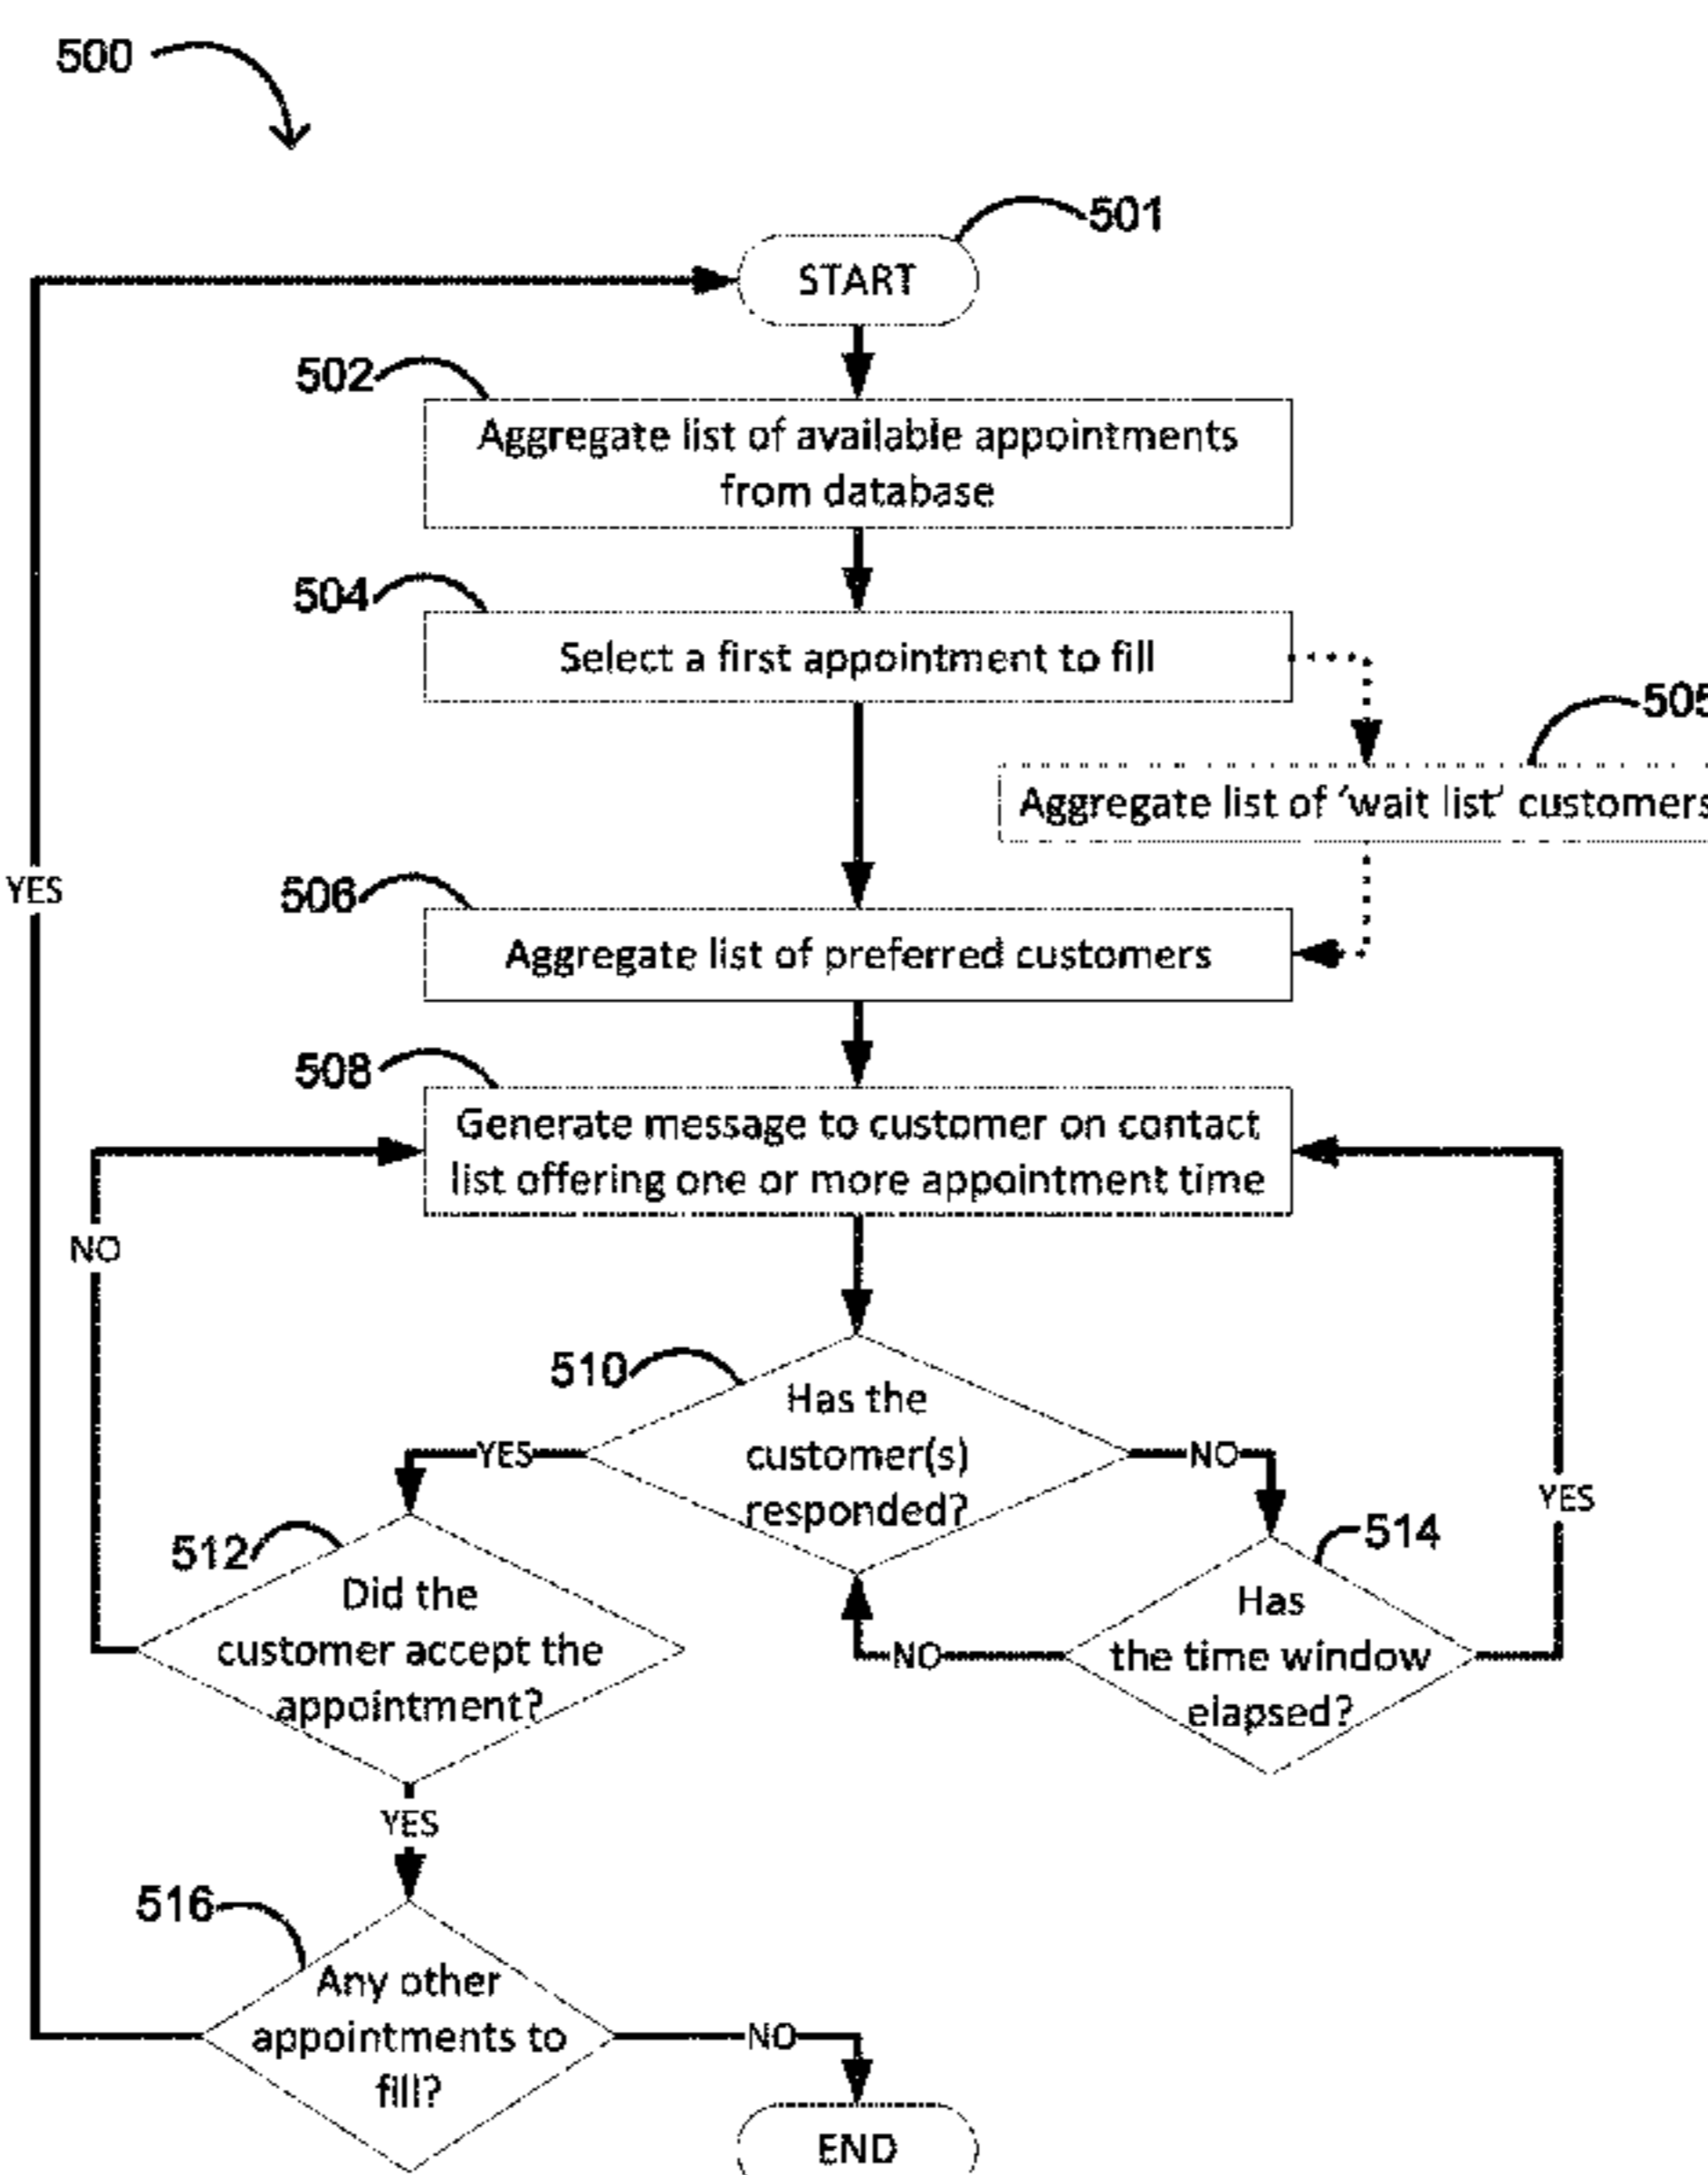 500
501
START
502
Aggregate list of available appointments
from database
504
Select a first appointment to fill
505
Aggregate list of ‘wait list’ customers
YES
506
Aggregate list of preferred customers
508
Generate message to customer on contact
list offering one or more appointment time
NO
510
Has the
customer(s)
responded?
YES
NO
YES
512
Did the
customer accept the
appointment?
514
Has
the time window
elapsed?
NO
YES
516
Any other
appointments to
fill?
NO
END